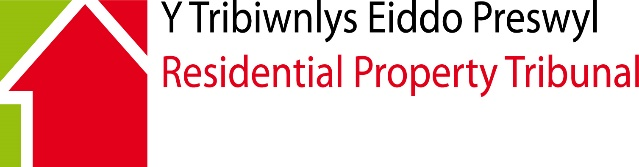 Y Tribiwnlys Eiddo Preswyl
Residential Property Tribunal